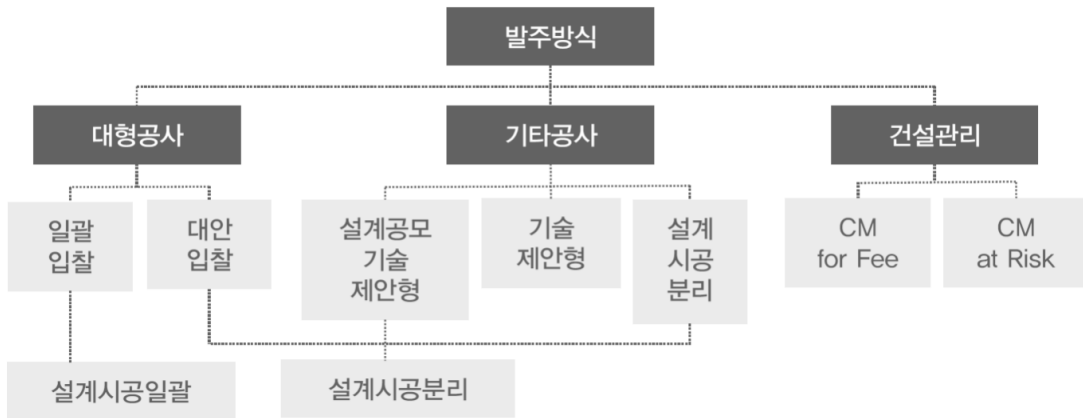 발주방식
대형공사
기타공사
건설관리
일괄
입찰
대안
입찰
설계공모
기술
제안형
기술
제안형
설계
시공
분리
CM
for Fee
CM
at Risk
설계시공일괄
설계시공분리